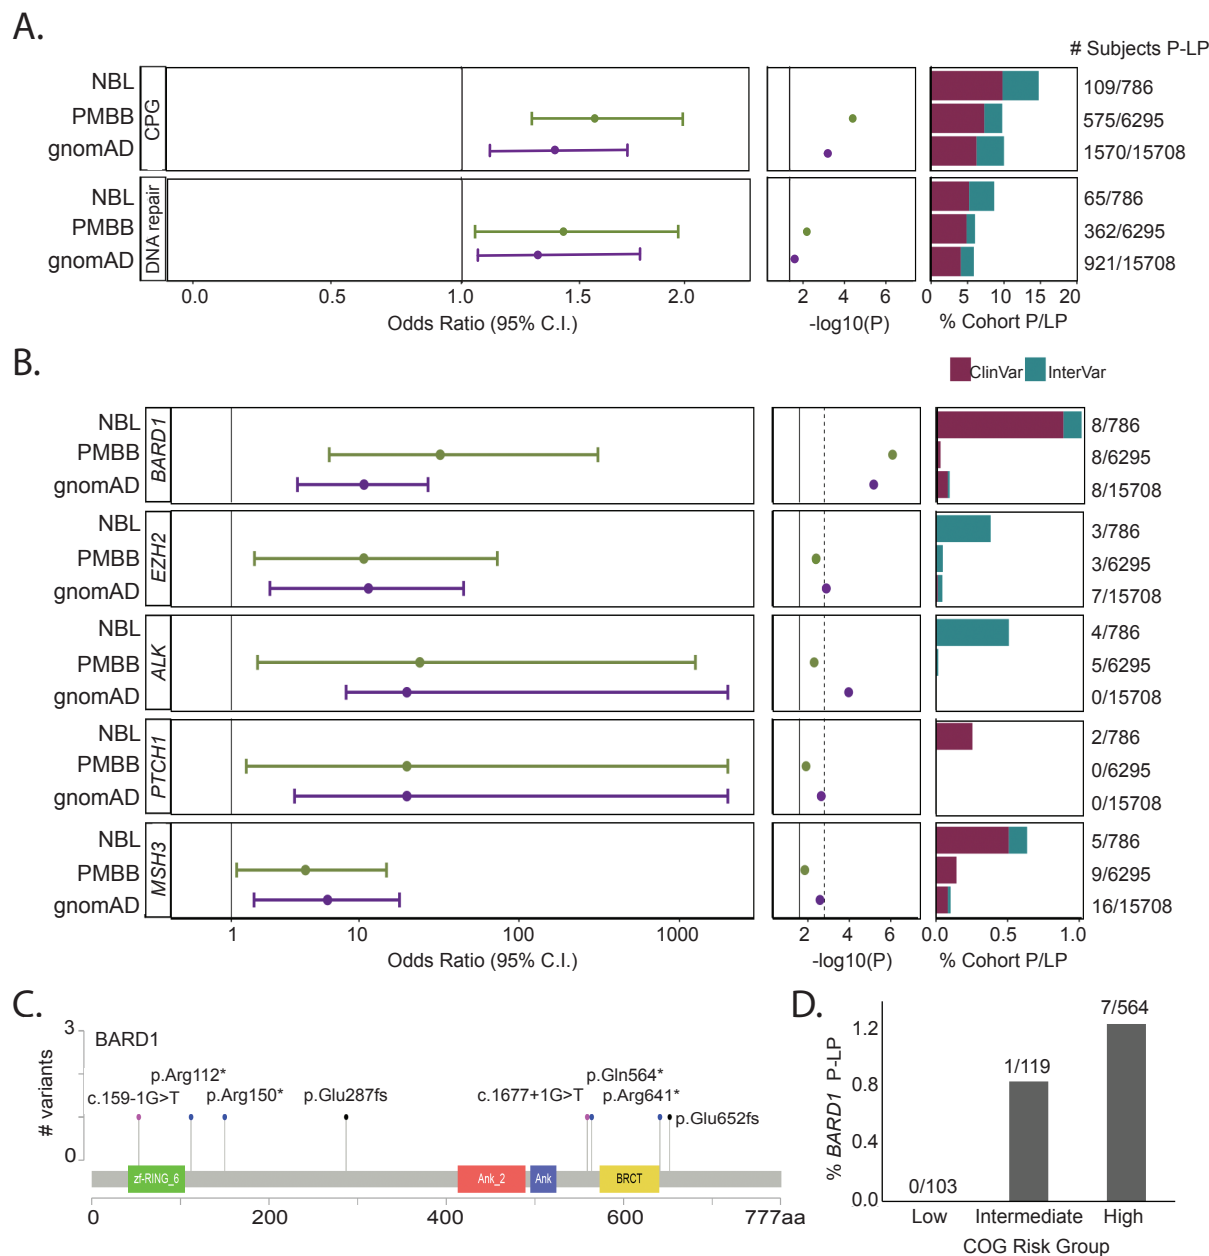 A.
# Subjects P-LP
CPG
NBL 109/786
PMBB 575/6295
gnomAD 1570/15708
DNA repair
NBL 65/786
PMBB 362/6295
gnomAD 921/15708
0.0 0.5 1.0 1.5 2.0 2 4 6 0 5 10 15 20
Odds Ratio (95% C.I.) -log10(P) % Cohort P/LP
B.
ClinVar InterVar
BARD1
NBL 8/786
PMBB 8/6295
gnomAD 8/15708
EZH2
NBL 3/786
PMBB 3/6295
gnomAD 7/15708
ALK
NBL 4/786
PMBB 5/6295
gnomAD 0/15708
PTCH1
NBL 2/786
PMBB 0/6295
gnomAD 0/15708
MSH3
NBL 5/786
PMBB 9/6295
gnomAD 16/15708
1 10 100 1000 2 4 6 0.0 0.5 1.0
Odds Ratio (95% C.I.) -log10(P) % Cohort P/LP
C.
BARD1
# variants
3
0
p.Arg112*
c.159-1G>T
p.Arg150*
p.Glu287fs
c.1677+1G>T
p.Gln564*
p.Arg641*
p.Glu652fs
zf-RING_6 Ank_2 Ank BRCT
0 200 400 600 777aa
D.
% BARD1 P-LP
1.2
0.8
0.4
0.0
0/103
1/119
7/564
Low Intermediate High
COG Risk Group